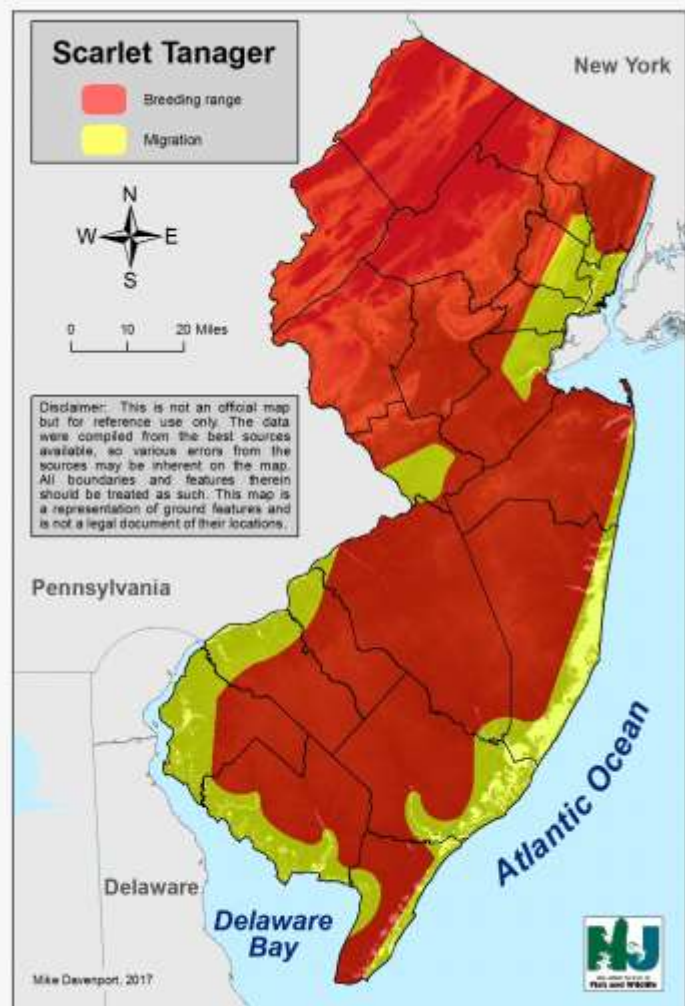 Scarlet Tanager
Breeding range
Migration
New York
N
W E
S
0 10 20 Miles
Disclaimer: This is not an official map
but for reference use only. The data
were compiled from the best sources
available, so various errors from the
sources may be inherent on the map.
All boundaries and features therein
should be treated as such. This map is
a representation of ground features and
is not a legal document of their locations.
Pennsylvania
Atlantic Ocean
Delaware
Delaware
Bay
NJ
Fish and Wildlife
Mike Davenport, 2017